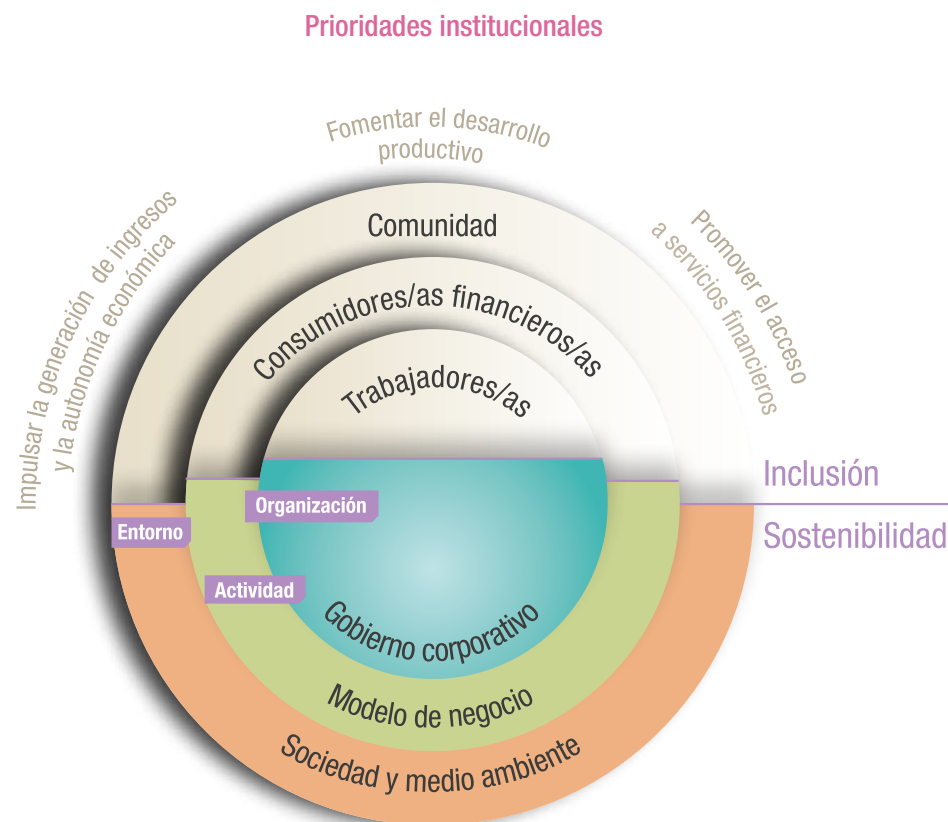 Prioridades institucionales
Fomentar el desarrollo
productivo
Impulsar la generación de ingresos
y la autonomía económica
Promover el acceso
a servicios financieros
Comunidad
Consumidores/as financieros/as
Trabajadores/as
Inclusión
Sostenibilidad
Organización
Entorno
Actividad
Gobierno corporativo
Modelo de negocio
Sociedad y medio ambiente